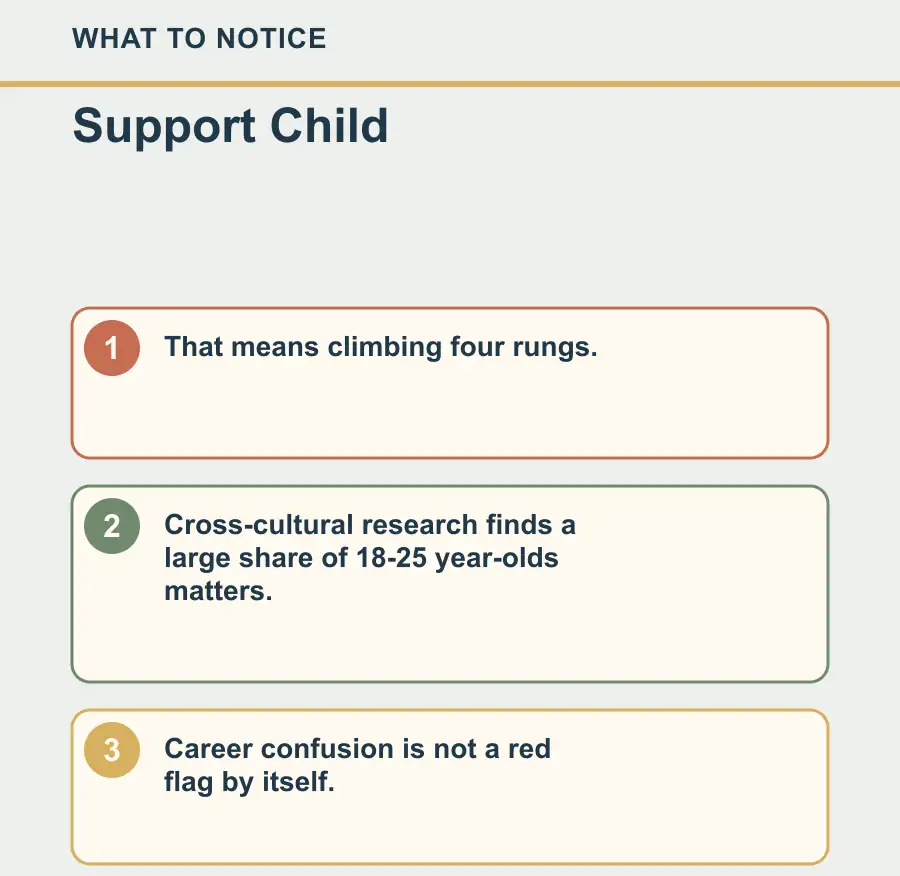 WHAT TO NOTICE
Support Child
1
That means climbing four rungs.
2
Cross-cultural research finds a
large share of 18-25 year-olds
matters.
3
Career confusion is not a red
flag by itself.